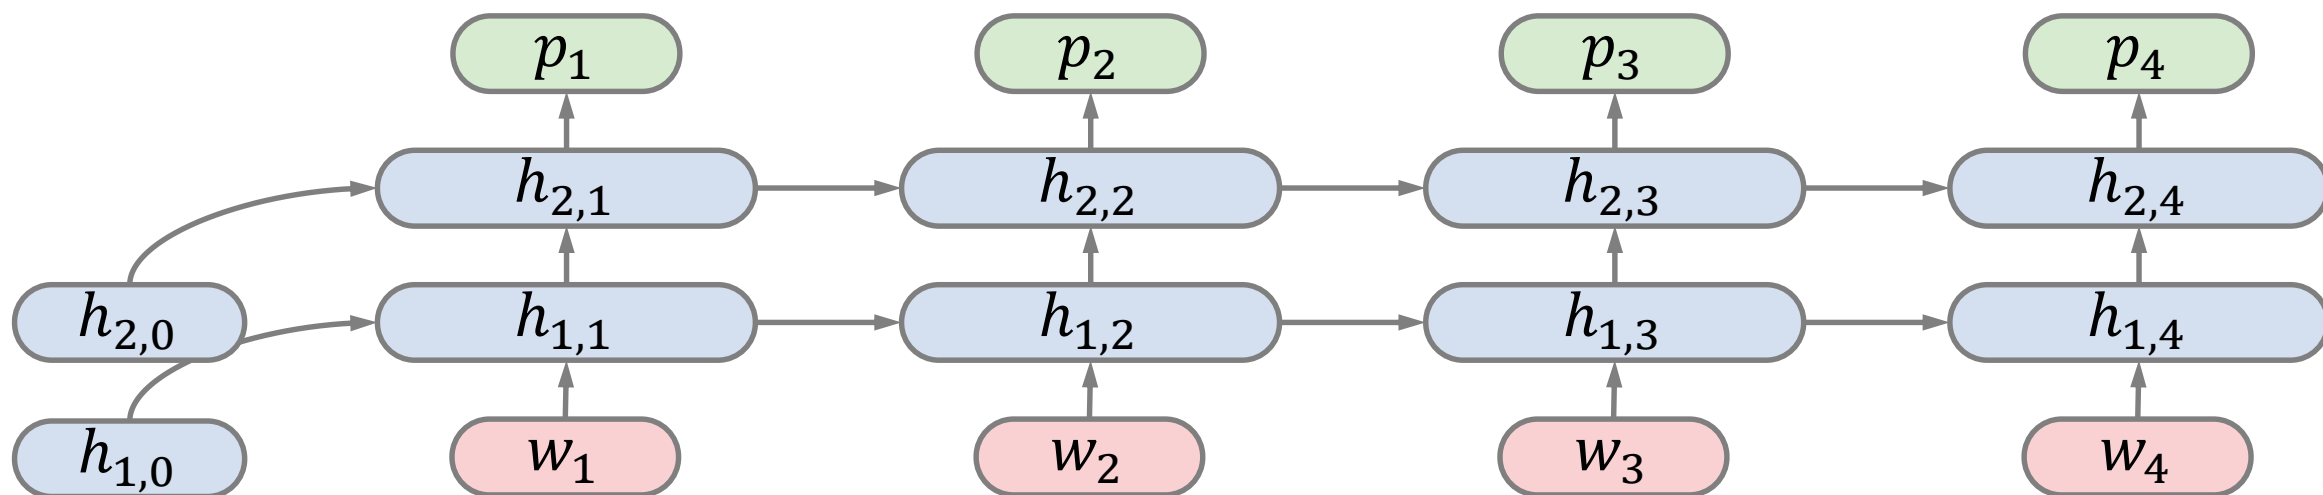 p₁ p₂ p₃ p₄
h₂,₁ h₂,₂ h₂,₃ h₂,₄
h₂,₀ h₁,₁ h₁,₂ h₁,₃ h₁,₄
h₁,₀ w₁ w₂ w₃ w₄